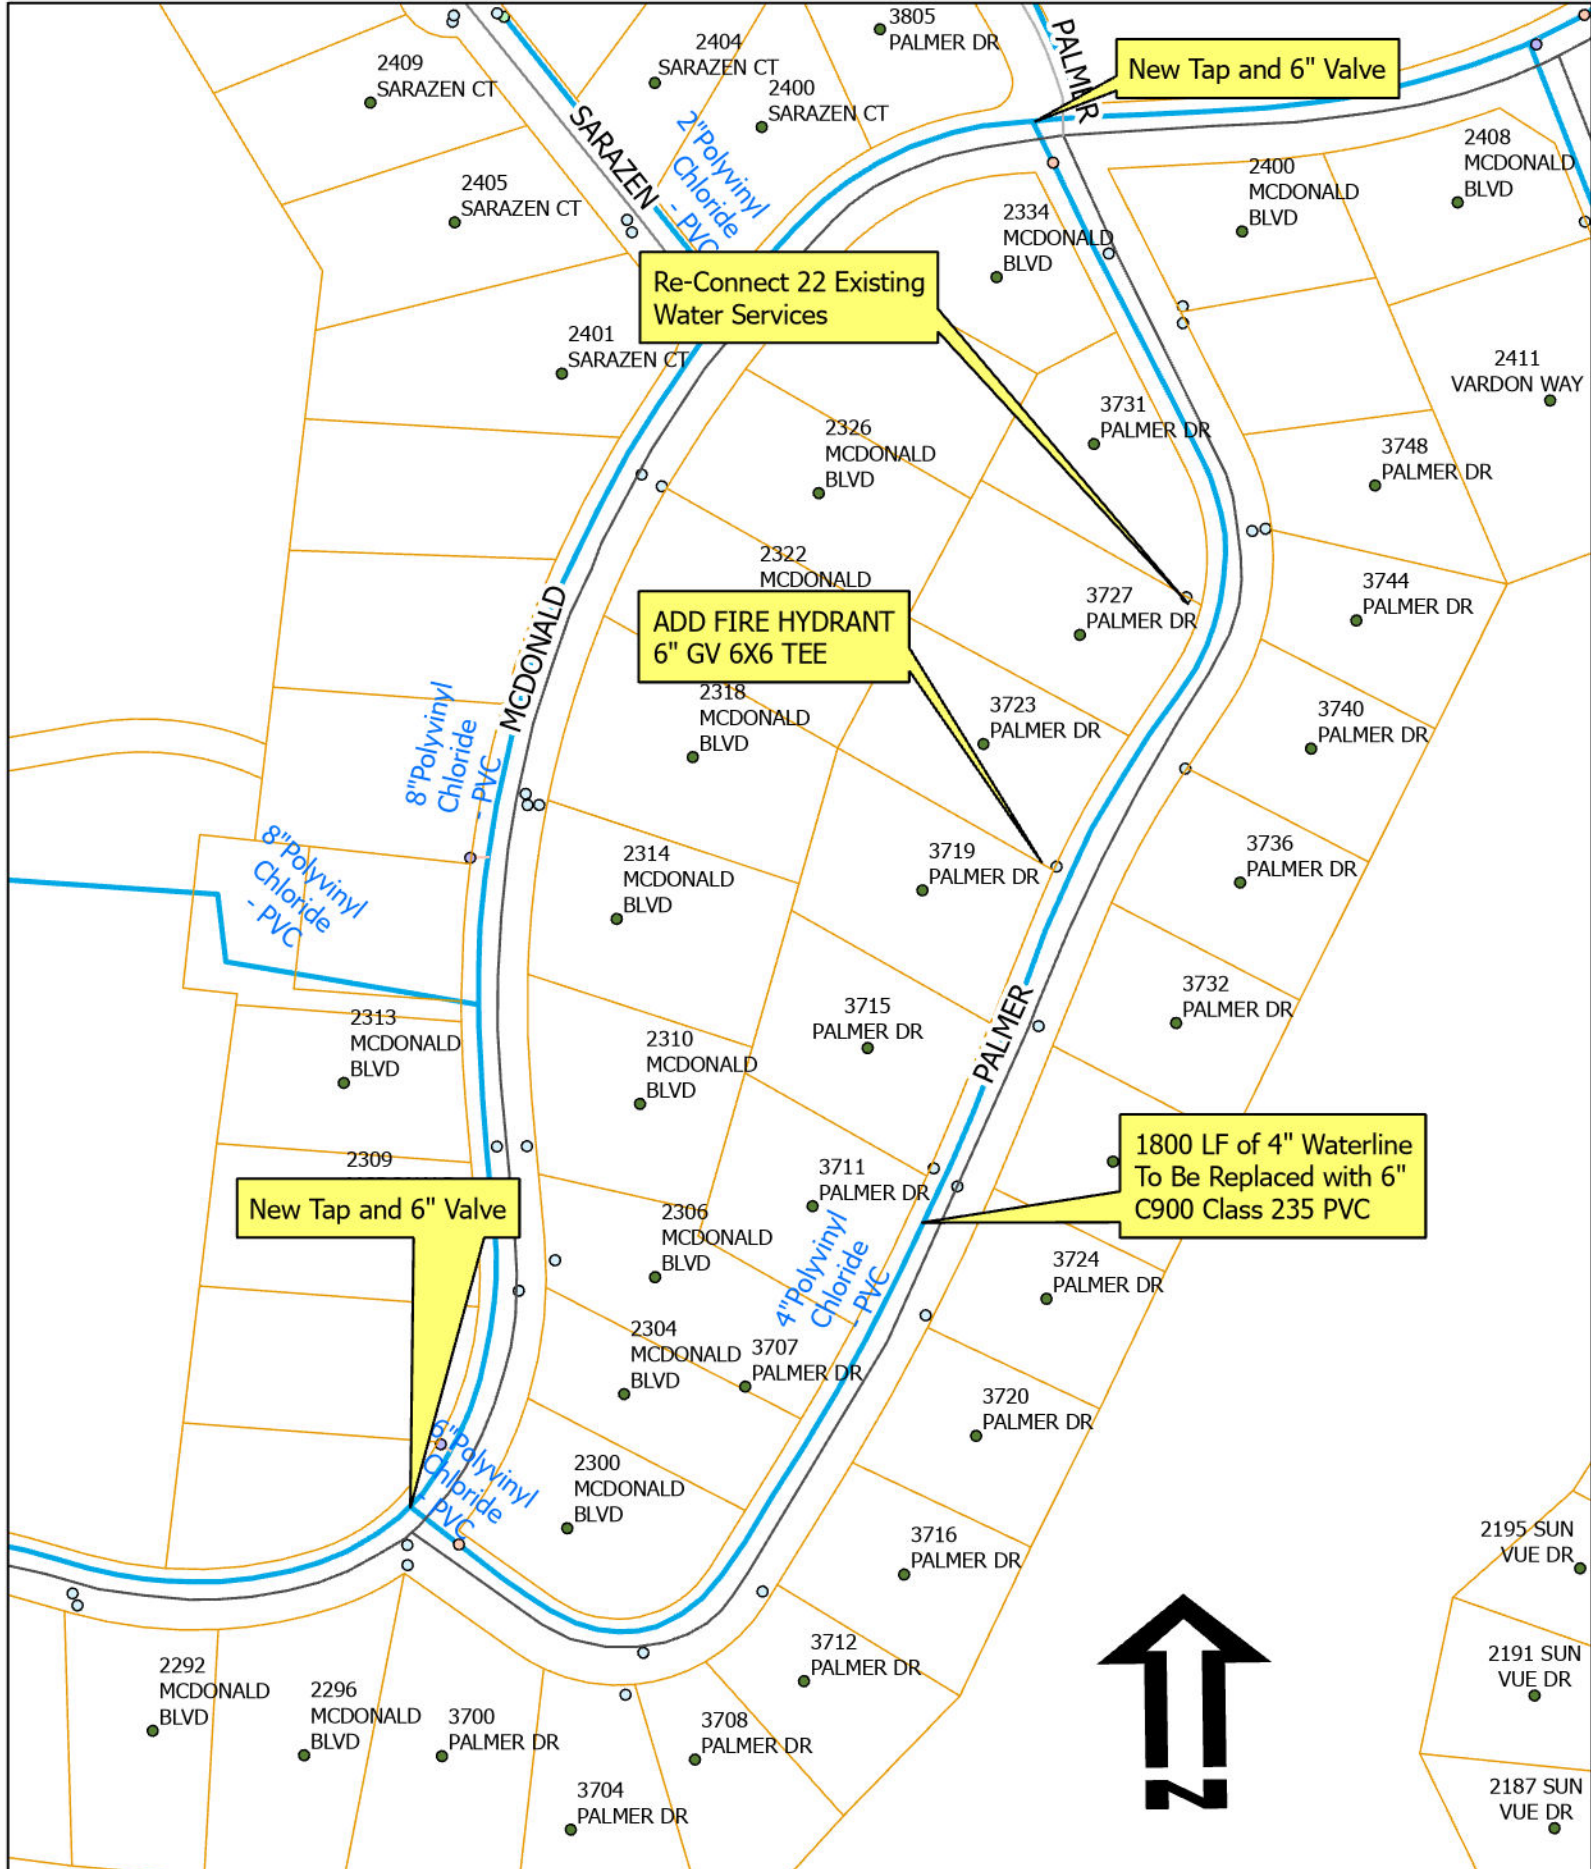 3805
PALMER DR
2404
SARAZEN CT
2409
SARAZEN CT
2400
SARAZEN CT
PALMER
New Tap and 6" Valve
SARAZEN
2"Polyvinyl
Chloride
- PVC
2408
MCDONALD
BLVD
2400
MCDONALD
BLVD
2405
SARAZEN CT
2334
MCDONALD
BLVD
Re-Connect 22 Existing
Water Services
2401
SARAZEN CT
2411
VARDON WAY
3731
PALMER DR
2326
MCDONALD
BLVD
3748
PALMER DR
2322
MCDONALD
3744
PALMER DR
3727
PALMER DR
ADD FIRE HYDRANT
6" GV 6X6 TEE
MCDONALD
2318
MCDONALD
BLVD
3723
PALMER DR
3740
PALMER DR
8"Polyvinyl
Chloride
- PVC
8"Polyvinyl
Chloride
- PVC
2314
MCDONALD
BLVD
3719
PALMER DR
3736
PALMER DR
3732
PALMER DR
3715
PALMER DR
PALMER
2313
MCDONALD
BLVD
2310
MCDONALD
BLVD
1800 LF of 4" Waterline
To Be Replaced with 6"
C900 Class 235 PVC
2309
New Tap and 6" Valve
3711
PALMER DR
2306
MCDONALD
BLVD
4"Polyvinyl
Chloride
- PVC
3724
PALMER DR
2304
MCDONALD
BLVD
3707
PALMER DR
3720
PALMER DR
6"Polyvinyl
Chloride
- PVC
2300
MCDONALD
BLVD
3716
PALMER DR
2195 SUN
VUE DR
3712
PALMER DR
2191 SUN
VUE DR
2292
MCDONALD
BLVD
2296
MCDONALD
BLVD
3700
PALMER DR
3708
PALMER DR
3704
PALMER DR
2187 SUN
VUE DR
N